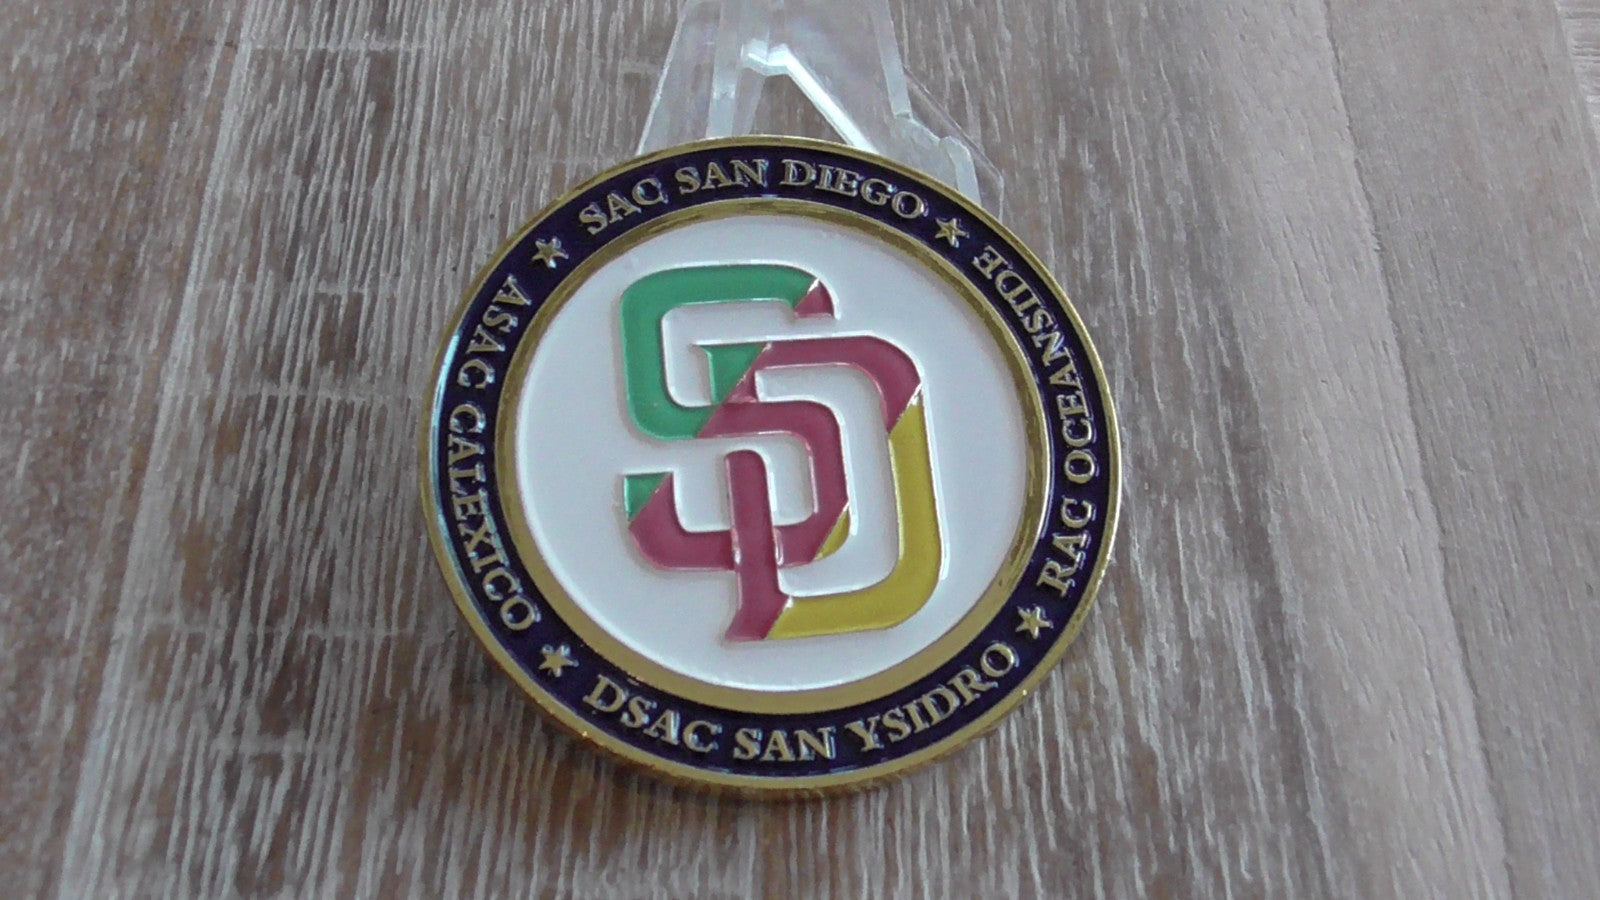 SAC SAN DIEGO
RAC OCEANSIDE
DSAC SAN YSIDRO
ASAC CALEXICO
SD